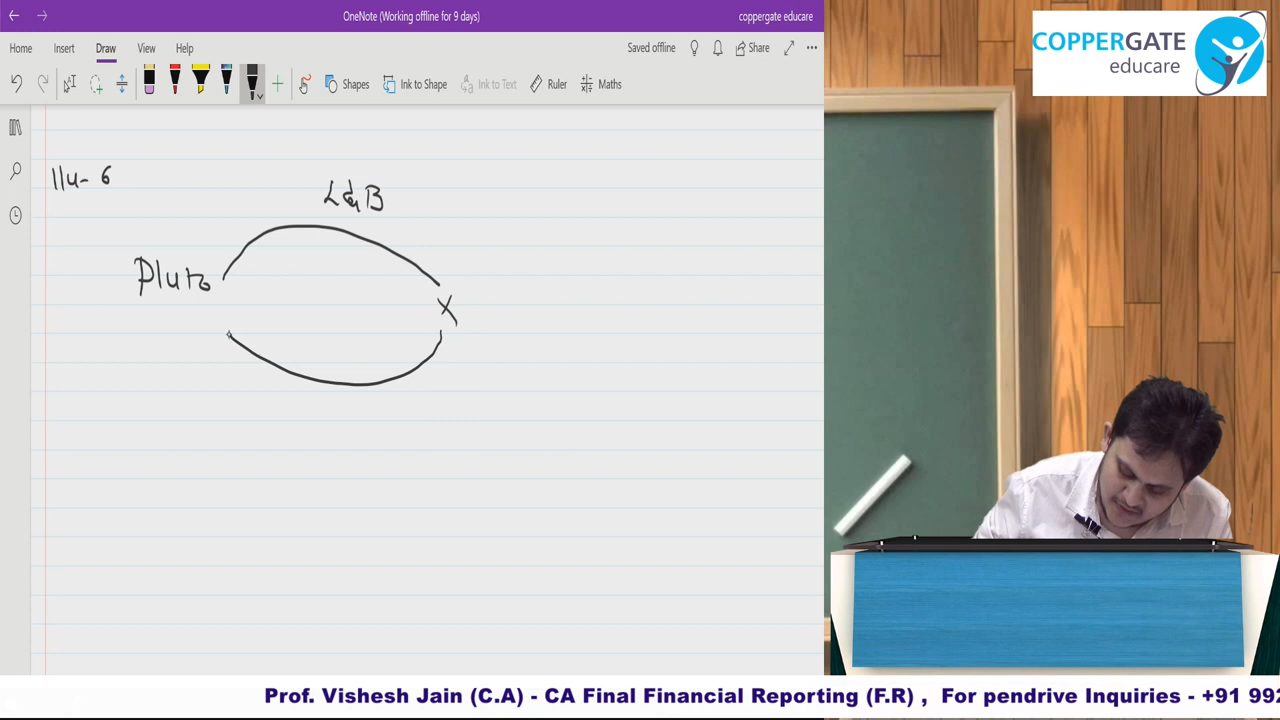 OneNote (Working offline for 9 days)
coppergate educare
Home Insert Draw View Help
Saved offline Share
Shapes Ink to Shape Ink to Text Ruler Maths
COPPERGATE
educare
Illu- 6
L & B
Pluto
X
Prof. Vishesh Jain (C.A) - CA Final Financial Reporting (F.R) , For pendrive Inquiries - +91 992